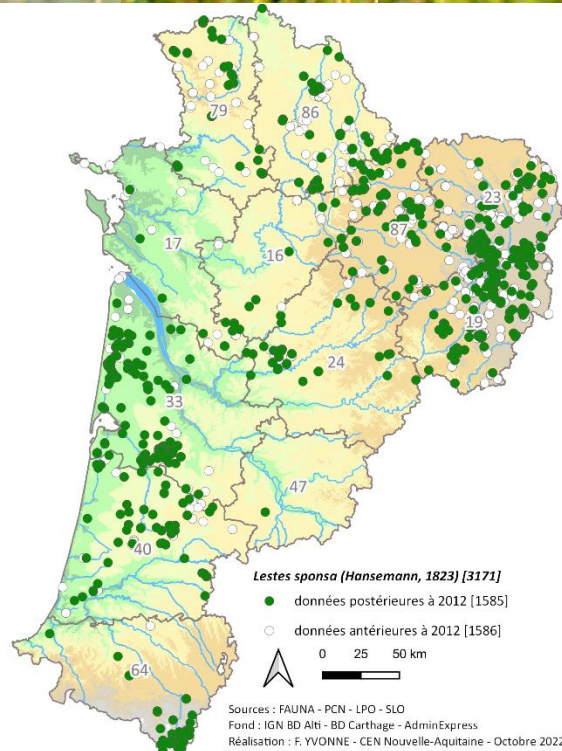 79
86
23
87
17
16
19
24
33
47
40
64
Lestes sponsa (Hansemann, 1823) [3171]
données postérieures à 2012 [1585]
données antérieures à 2012 [1586]
0 25 50 km
Sources : FAUNA - PCN - LPO - SLO
Fond : IGN BD Alti - BD Carthage - AdminExpress
Réalisation : F. YVONNE - CEN Nouvelle-Aquitaine - Octobre 2022